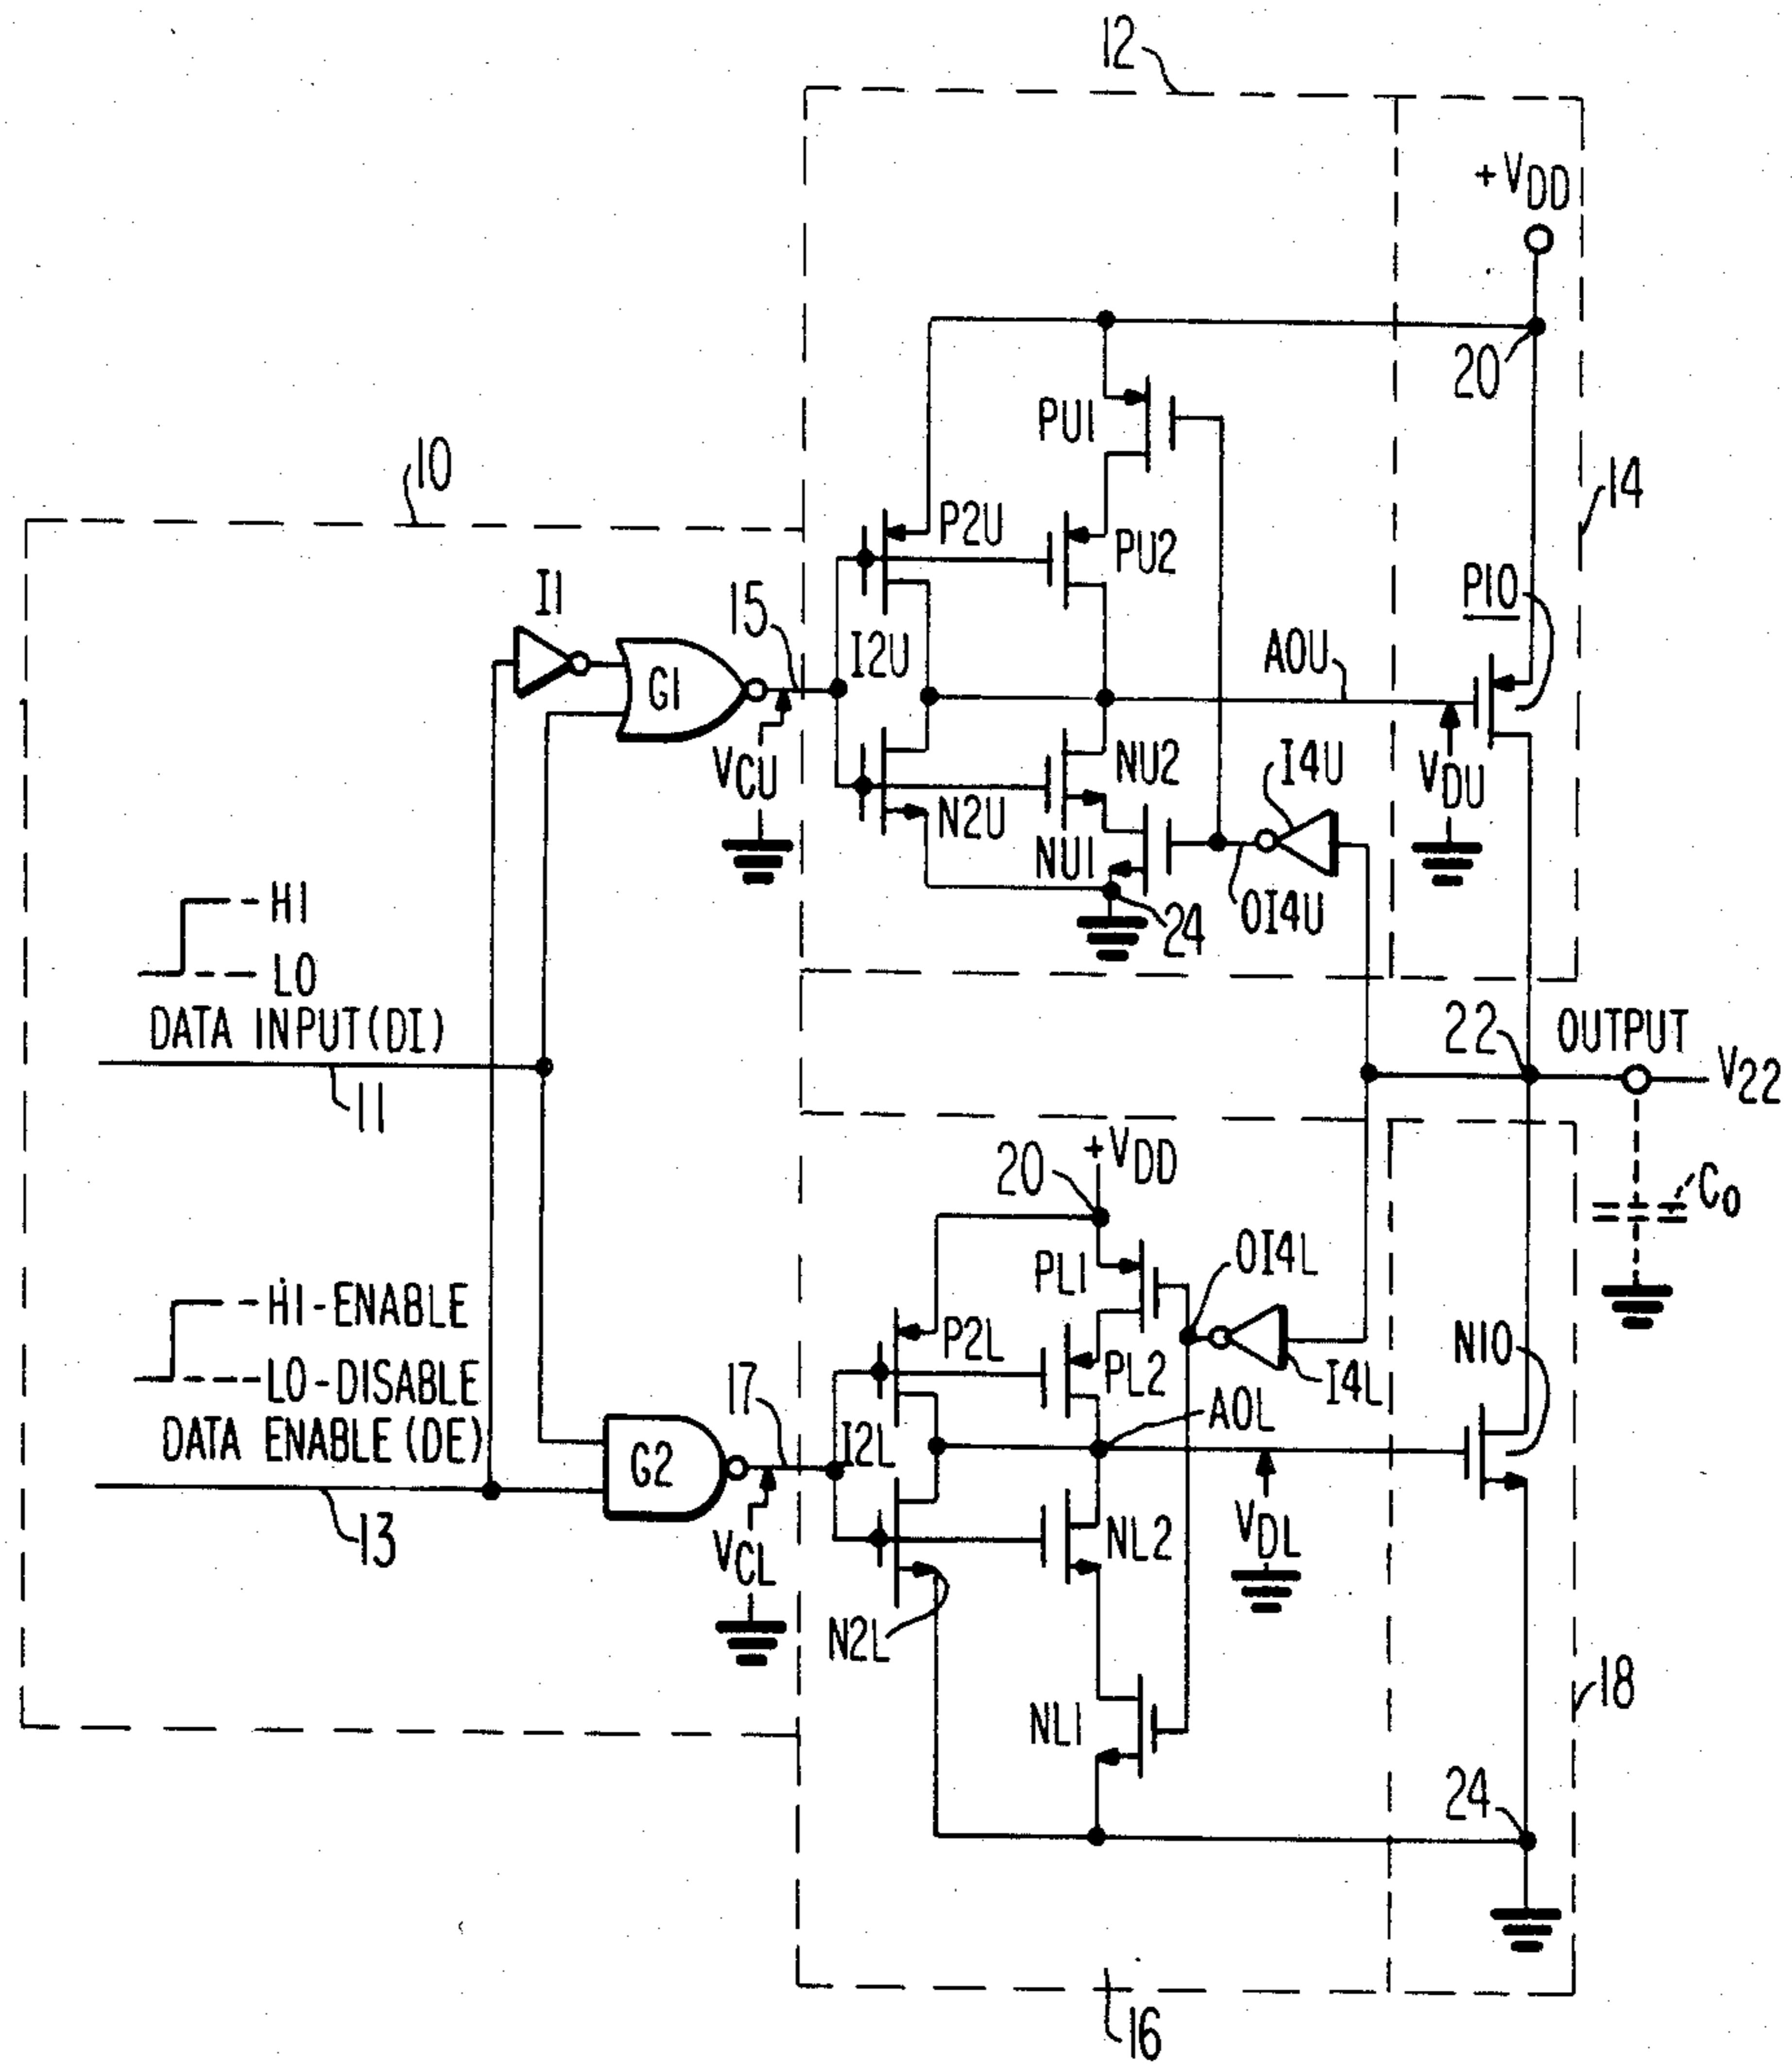 12
+VDD
20
PU1
14
10
P2U
PU2
P10
I1
15
I2U
G1
AOU
VCU
NU2
I4U
VDU
N2U
NU1
HI
24
OI4U
LO
DATA INPUT(DI)
22
OUTPUT
V22
11
20
+VDD
CO
PL1
OI4L
HI-ENABLE
P2L
N10
LO-DISABLE
PL2
I4L
17
AOL
DATA ENABLE(DE)
I2L
G2
VDL
13
VCL
NL2
N2L
18
NL1
24
16